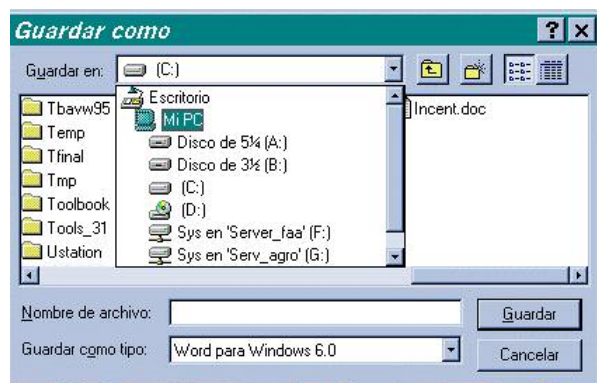 Guardar como
Guardar en: (C:)
Tbavw95
Temp
Tfinal
Tmp
Toolbook
Tools_31
Ustation
Escritorio
Mi PC
Disco de 5¼ (A:)
Disco de 3½ (B:)
(C:)
(D:)
Sys en 'Server_faa' (F:)
Sys en 'Serv_agro' (G:)
Incent.doc
Nombre de archivo:
Guardar
Guardar como tipo: Word para Windows 6.0
Cancelar